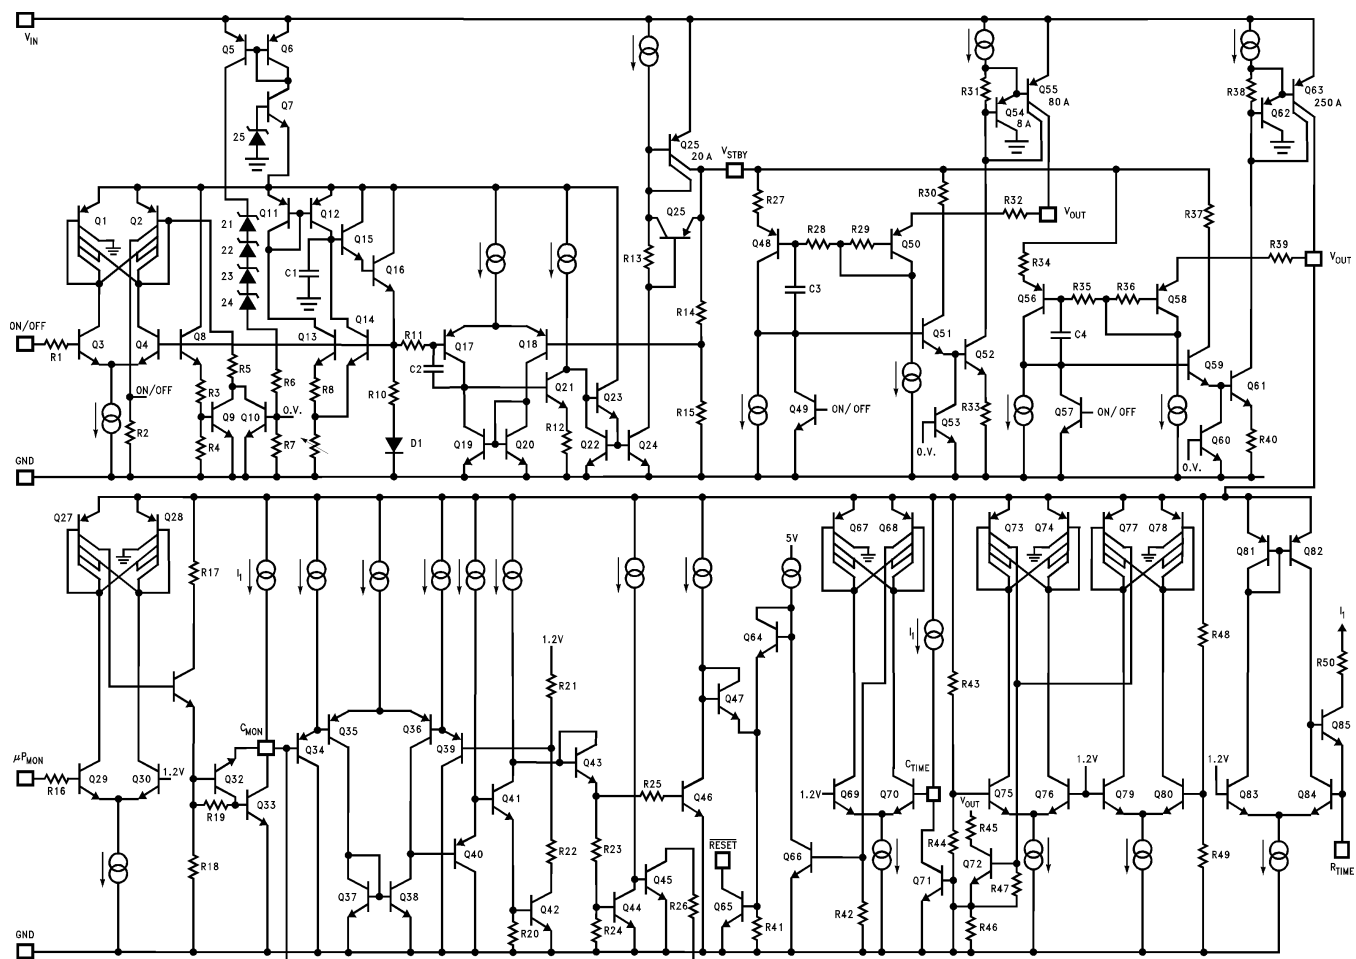 V_IN
Q5
Q6
Q7
25
R31
Q54
8 A
Q55
80 A
R38
Q62
Q63
250 A
Q25
20 A
V_STBY
Q1
Q2
Q11
Q12
Q15
C1
Q16
21
22
23
24
Q25
R13
R14
R27
Q48
R28
R29
Q50
C3
R30
R32
V_OUT
R34
R37
R39
V_OUT
Q56
R35
R36
Q58
C4
ON/OFF
R1
Q3
Q4
Q8
Q13
Q14
R11
Q17
C2
Q18
Q51
Q52
Q59
Q61
ON/OFF
R2
R3
R5
R6
R8
R10
Q21
Q23
Q9
Q10
O.V.
R4
R7
D1
Q19
Q20
R12
Q22
Q24
R15
Q49
ON/OFF
Q53
O.V.
R33
Q57
ON/OFF
Q60
O.V.
R40
GND
Q27
Q28
R17
I1
5V
Q67
Q68
Q73
Q74
Q77
Q78
Q81
Q82
1.2V
R21
Q64
I1
R43
R48
I1
R50
Q47
C_MON
Q34
Q35
Q36
Q39
Q43
Q85
μP_MON
R16
Q29
Q30
1.2V
Q32
R19
Q33
Q41
R25
Q46
1.2V
Q69
Q70
C_TIME
Q75
Q76
1.2V
Q79
Q80
1.2V
Q83
Q84
R18
Q40
R22
R23
RESET
Q66
V_OUT
R45
R44
Q72
R49
R_TIME
Q37
Q38
Q42
R20
Q44
Q45
R24
R26
Q65
R41
R42
Q71
R47
R46
GND